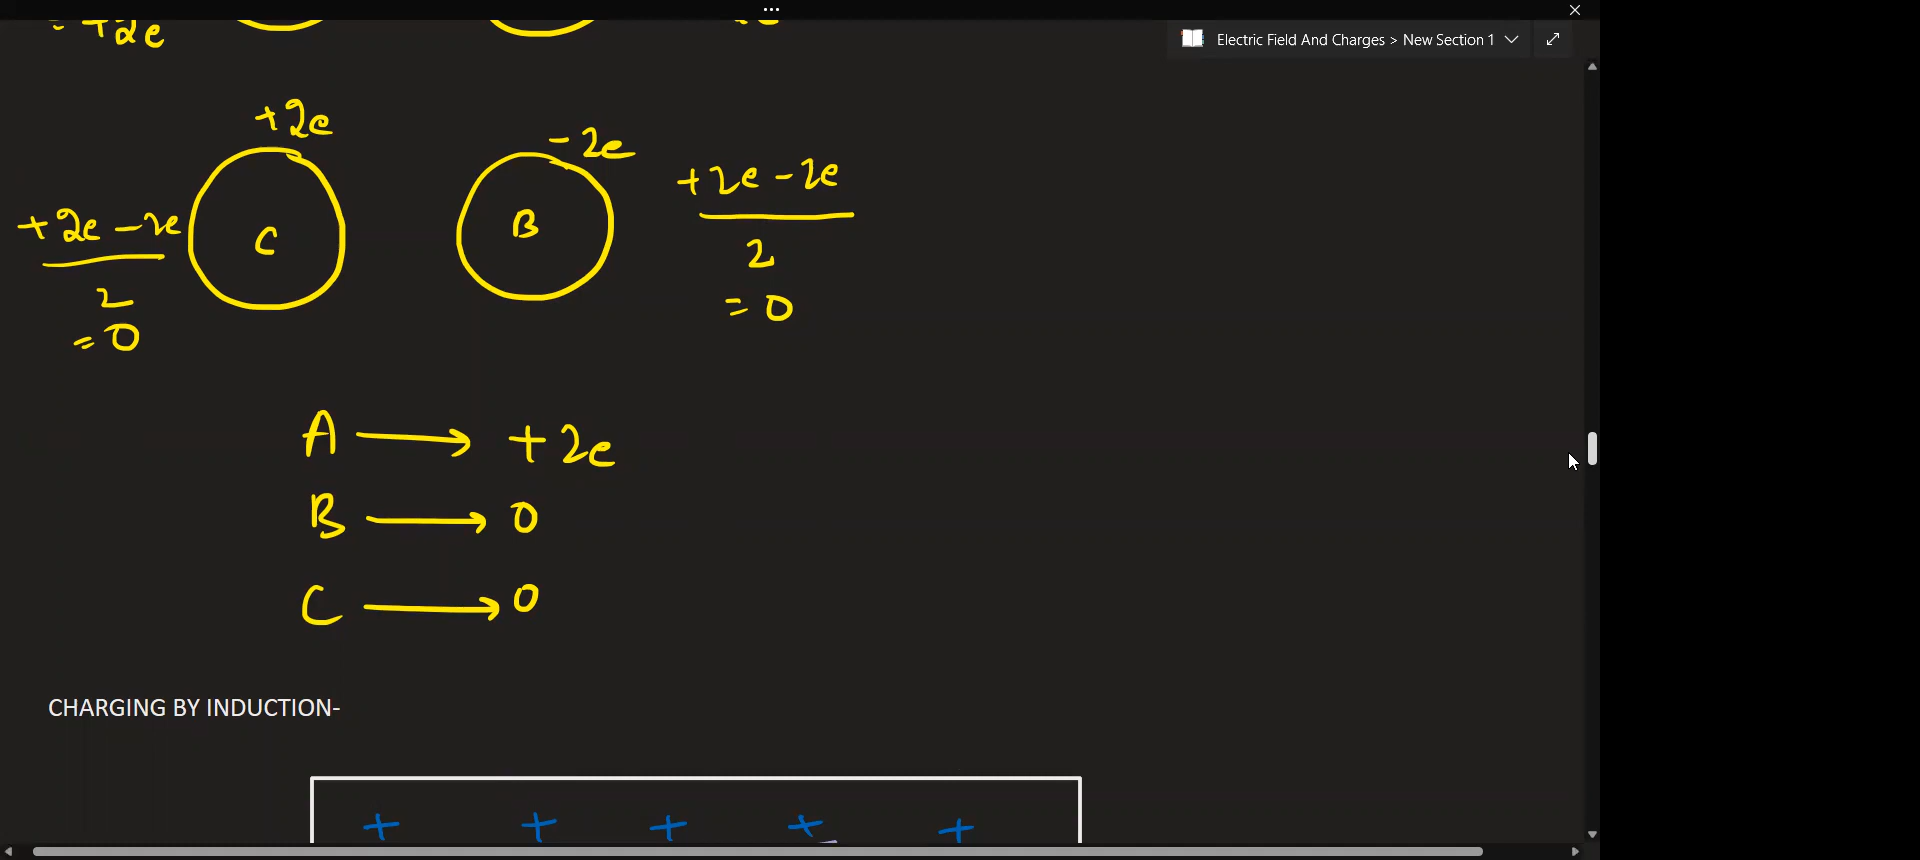 Electric Field And Charges > New Section 1
= +2e
+2e
-2e
+2e -2e
2
= 0
+2e -2e
2
= 0
C
B
A → +2e
B → 0
C → 0
CHARGING BY INDUCTION-
+ + + + +